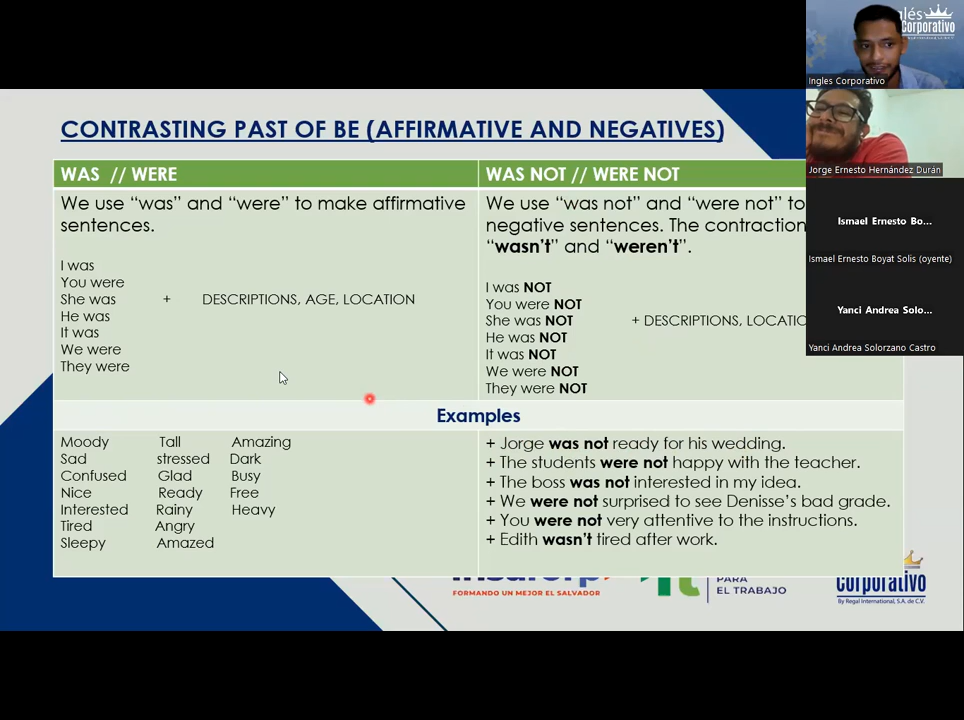 CONTRASTING PAST OF BE (AFFIRMATIVE AND NEGATIVES)
WAS // WERE
We use “was” and “were” to make affirmative
sentences.
I was
You were
She was + DESCRIPTIONS, AGE, LOCATION
He was
It was
We were
They were
WAS NOT // WERE NOT
We use “was not” and “were not” to
negative sentences. The contraction
“wasn’t” and “weren’t”.
I was NOT
You were NOT
She was NOT + DESCRIPTIONS, LOCATIO
He was NOT
It was NOT
We were NOT
They were NOT
Examples
Moody Tall Amazing
Sad stressed Dark
Confused Glad Busy
Nice Ready Free
Interested Rainy Heavy
Tired Angry
Sleepy Amazed
+ Jorge was not ready for his wedding.
+ The students were not happy with the teacher.
+ The boss was not interested in my idea.
+ We were not surprised to see Denisse’s bad grade.
+ You were not very attentive to the instructions.
+ Edith wasn’t tired after work.
FORMANDO UN MEJOR EL SALVADOR
PARA
EL TRABAJO
Corporativo
By Regal International, S.A. de C.V.
glés
Corporativo
Ingles Corporativo
Jorge Ernesto Hernández Durán
Ismael Ernesto Bo...
Ismael Ernesto Boyat Solis (oyente)
Yanci Andrea Solo...
Yanci Andrea Solorzano Castro